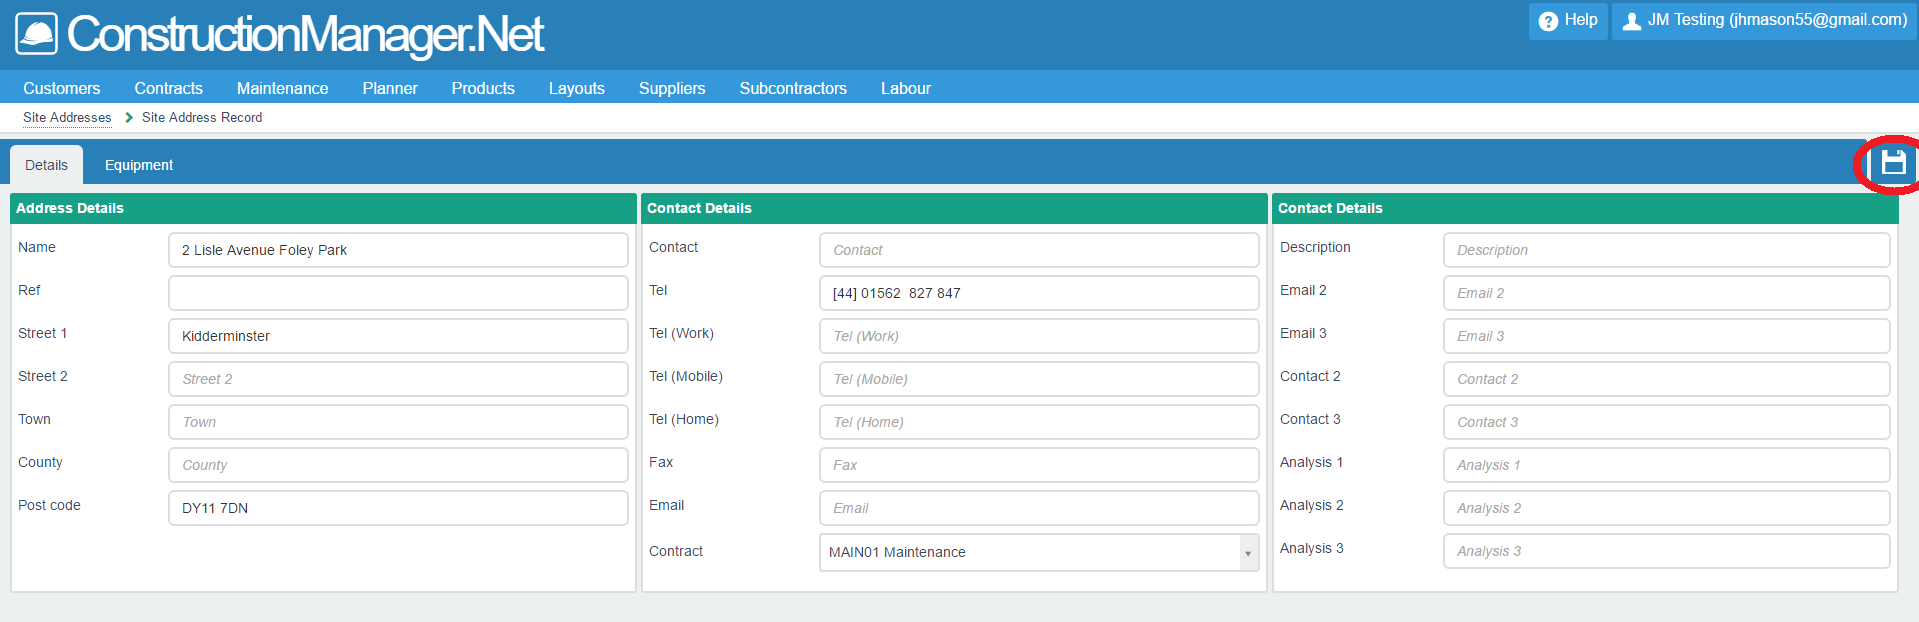 ConstructionManager.Net
? Help JM Testing (jhmason55@gmail.com)
Customers Contracts Maintenance Planner Products Layouts Suppliers Subcontractors Labour
Site Addresses > Site Address Record
Details Equipment
Address Details
Name 2 Lisle Avenue Foley Park
Ref
Street 1 Kidderminster
Street 2 Street 2
Town Town
County County
Post code DY11 7DN
Contact Details
Contact Contact
Tel [44] 01562  827 847
Tel (Work) Tel (Work)
Tel (Mobile) Tel (Mobile)
Tel (Home) Tel (Home)
Fax Fax
Email Email
Contract MAIN01 Maintenance
Contact Details
Description Description
Email 2 Email 2
Email 3 Email 3
Contact 2 Contact 2
Contact 3 Contact 3
Analysis 1 Analysis 1
Analysis 2 Analysis 2
Analysis 3 Analysis 3